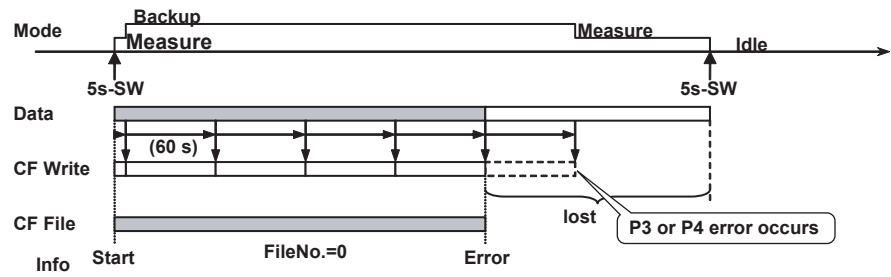 Backup
Mode
Measure
Measure
Idle
5s-SW
5s-SW
Data
(60 s)
CF Write
lost
P3 or P4 error occurs
CF File
FileNo.=0
Info
Start
Error